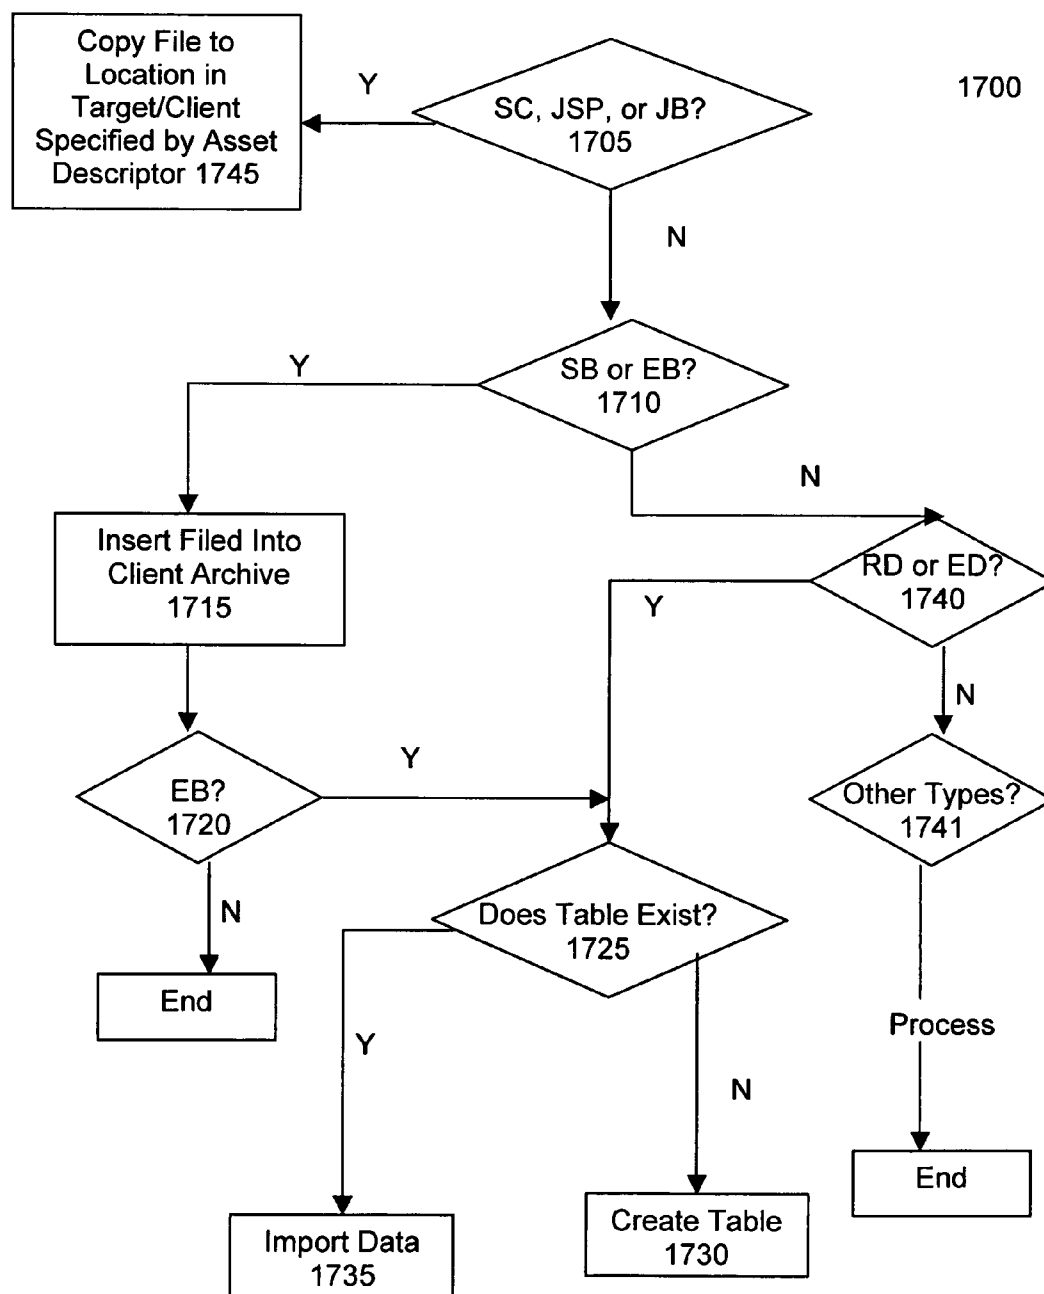 Copy File to
Location in
Target/Client
Specified by Asset
Descriptor 1745
Y
SC, JSP, or JB?
1705
1700
N
Y
SB or EB?
1710
N
Insert Filed Into
Client Archive
1715
RD or ED?
1740
Y
N
EB?
1720
Y
Other Types?
1741
N
Does Table Exist?
1725
End
Process
Y
N
End
Import Data
1735
Create Table
1730